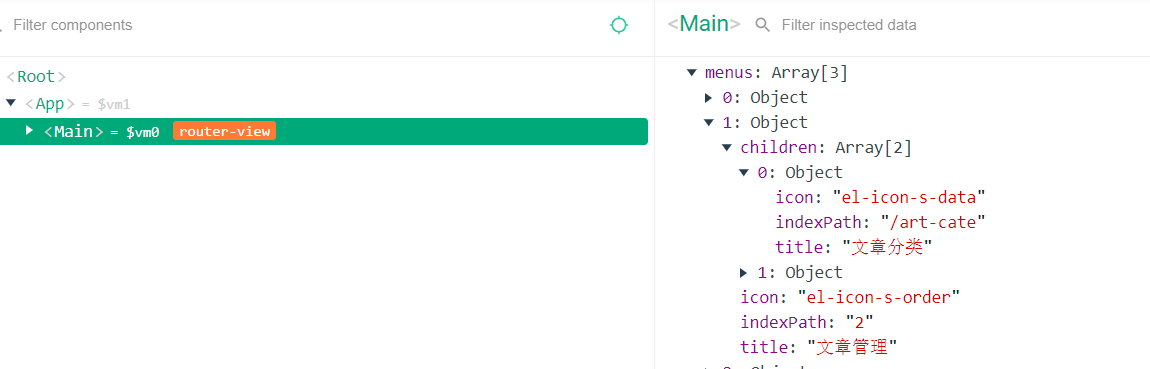 Filter components
<Root>
<App> = $vm1
<Main> = $vm0 router-view
<Main> Filter inspected data
menus: Array[3]
0: Object
1: Object
children: Array[2]
0: Object
icon: "el-icon-s-data"
indexPath: "/art-cate"
title: "文章分类"
1: Object
icon: "el-icon-s-order"
indexPath: "2"
title: "文章管理"